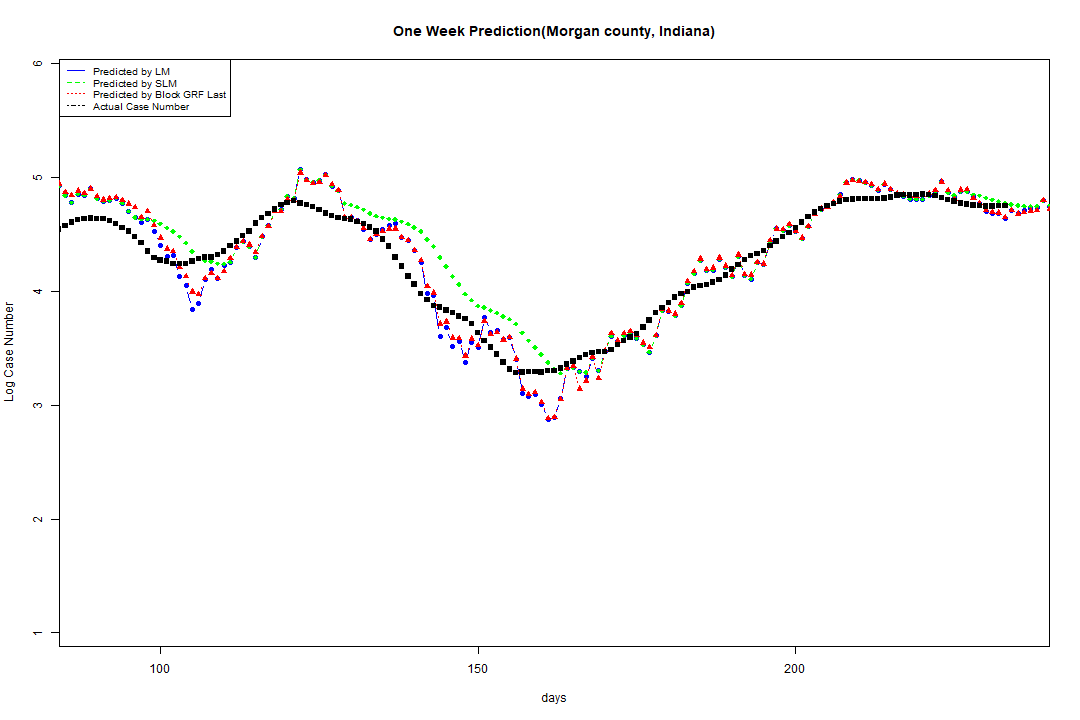 One Week Prediction(Morgan county, Indiana)
6
Predicted by LM
Predicted by SLM
Predicted by Block GRF Last
Actual Case Number
5
4
3
2
1
Log Case Number
100 150 200
days